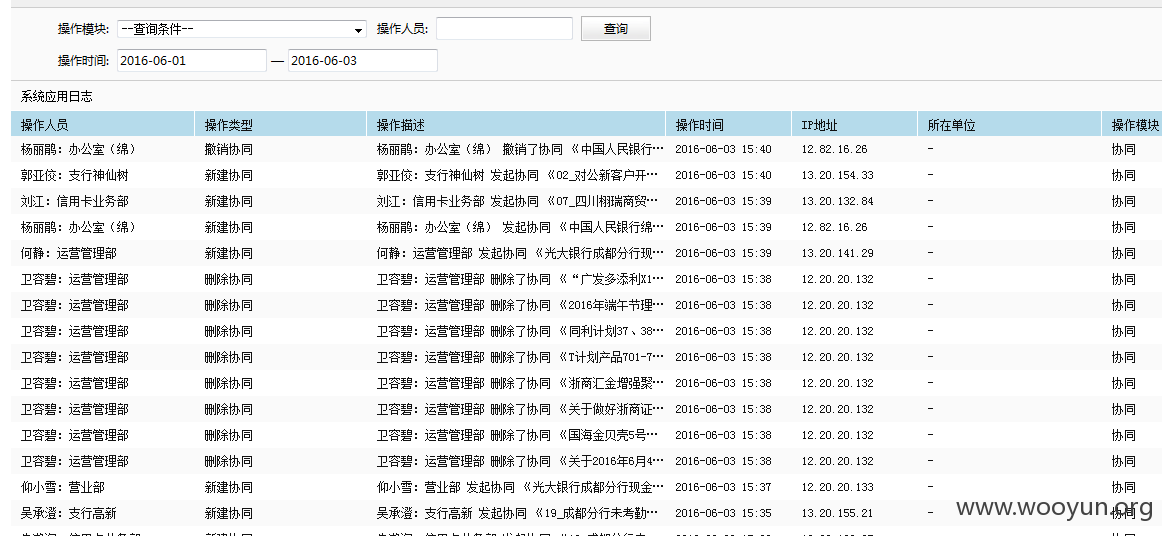 操作模块: --查询条件-- 操作人员: 查询
操作时间: 2016-06-01 — 2016-06-03
系统应用日志
操作人员 操作类型 操作描述 操作时间 IP地址 所在单位 操作模块
杨丽鹃: 办公室（绵） 撤销协同 杨丽鹃: 办公室（绵） 撤销了协同 《中国人民银行… 2016-06-03 15:40 12.82.16.26 - 协同
郭亚佼: 支行神仙树 新建协同 郭亚佼: 支行神仙树 发起协同 《02_对公新客户开… 2016-06-03 15:40 13.20.154.33 - 协同
刘江: 信用卡业务部 新建协同 刘江: 信用卡业务部 发起协同 《07_四川栩瑞商贸… 2016-06-03 15:39 13.20.132.84 - 协同
杨丽鹃: 办公室（绵） 新建协同 杨丽鹃: 办公室（绵） 发起协同 《中国人民银行绵… 2016-06-03 15:39 12.82.16.26 - 协同
何静: 运营管理部 新建协同 何静: 运营管理部 发起协同 《光大银行成都分行现… 2016-06-03 15:39 13.20.141.29 - 协同
卫容碧: 运营管理部 删除协同 卫容碧: 运营管理部 删除了协同 《“广发多添利X1… 2016-06-03 15:38 12.20.20.132 - 协同
卫容碧: 运营管理部 删除协同 卫容碧: 运营管理部 删除了协同 《2016年端午节理… 2016-06-03 15:38 12.20.20.132 - 协同
卫容碧: 运营管理部 删除协同 卫容碧: 运营管理部 删除了协同 《同利计划37、38… 2016-06-03 15:38 12.20.20.132 - 协同
卫容碧: 运营管理部 删除协同 卫容碧: 运营管理部 删除了协同 《T计划产品701-7… 2016-06-03 15:38 12.20.20.132 - 协同
卫容碧: 运营管理部 删除协同 卫容碧: 运营管理部 删除了协同 《浙商汇金增强聚… 2016-06-03 15:38 12.20.20.132 - 协同
卫容碧: 运营管理部 删除协同 卫容碧: 运营管理部 删除了协同 《关于做好浙商证… 2016-06-03 15:38 12.20.20.132 - 协同
卫容碧: 运营管理部 删除协同 卫容碧: 运营管理部 删除了协同 《国海金贝壳5号… 2016-06-03 15:38 12.20.20.132 - 协同
卫容碧: 运营管理部 删除协同 卫容碧: 运营管理部 删除了协同 《关于2016年6月4… 2016-06-03 15:38 12.20.20.132 - 协同
仰小雪: 营业部 新建协同 仰小雪: 营业部 发起协同 《光大银行成都分行现金… 2016-06-03 15:37 12.20.20.133 - 协同
吴承澄: 支行高新 新建协同 吴承澄: 支行高新 发起协同 《19_成都分行未考勤… 2016-06-03 15:35 13.20.155.21 - 协同
www.wooyun.org